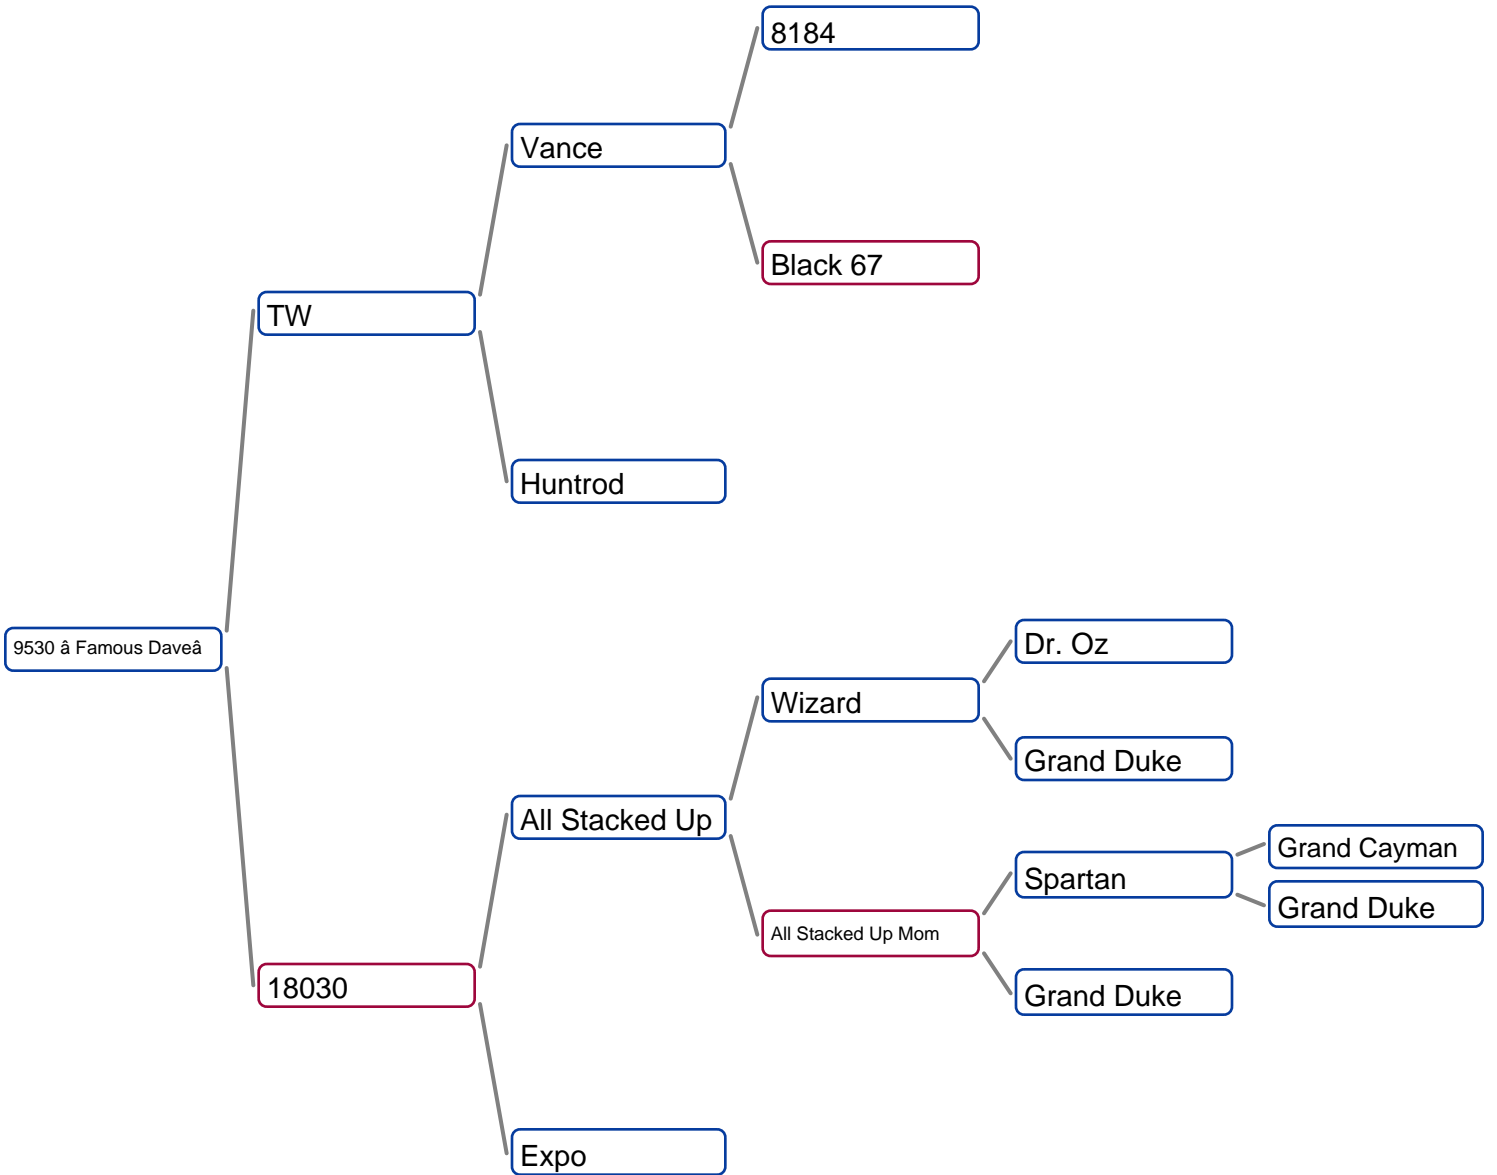 8184
Vance
Black 67
TW
Huntrod
9530 â Famous Daveâ
Dr. Oz
Wizard
Grand Duke
All Stacked Up
Grand Cayman
Spartan
Grand Duke
All Stacked Up Mom
18030
Grand Duke
Expo